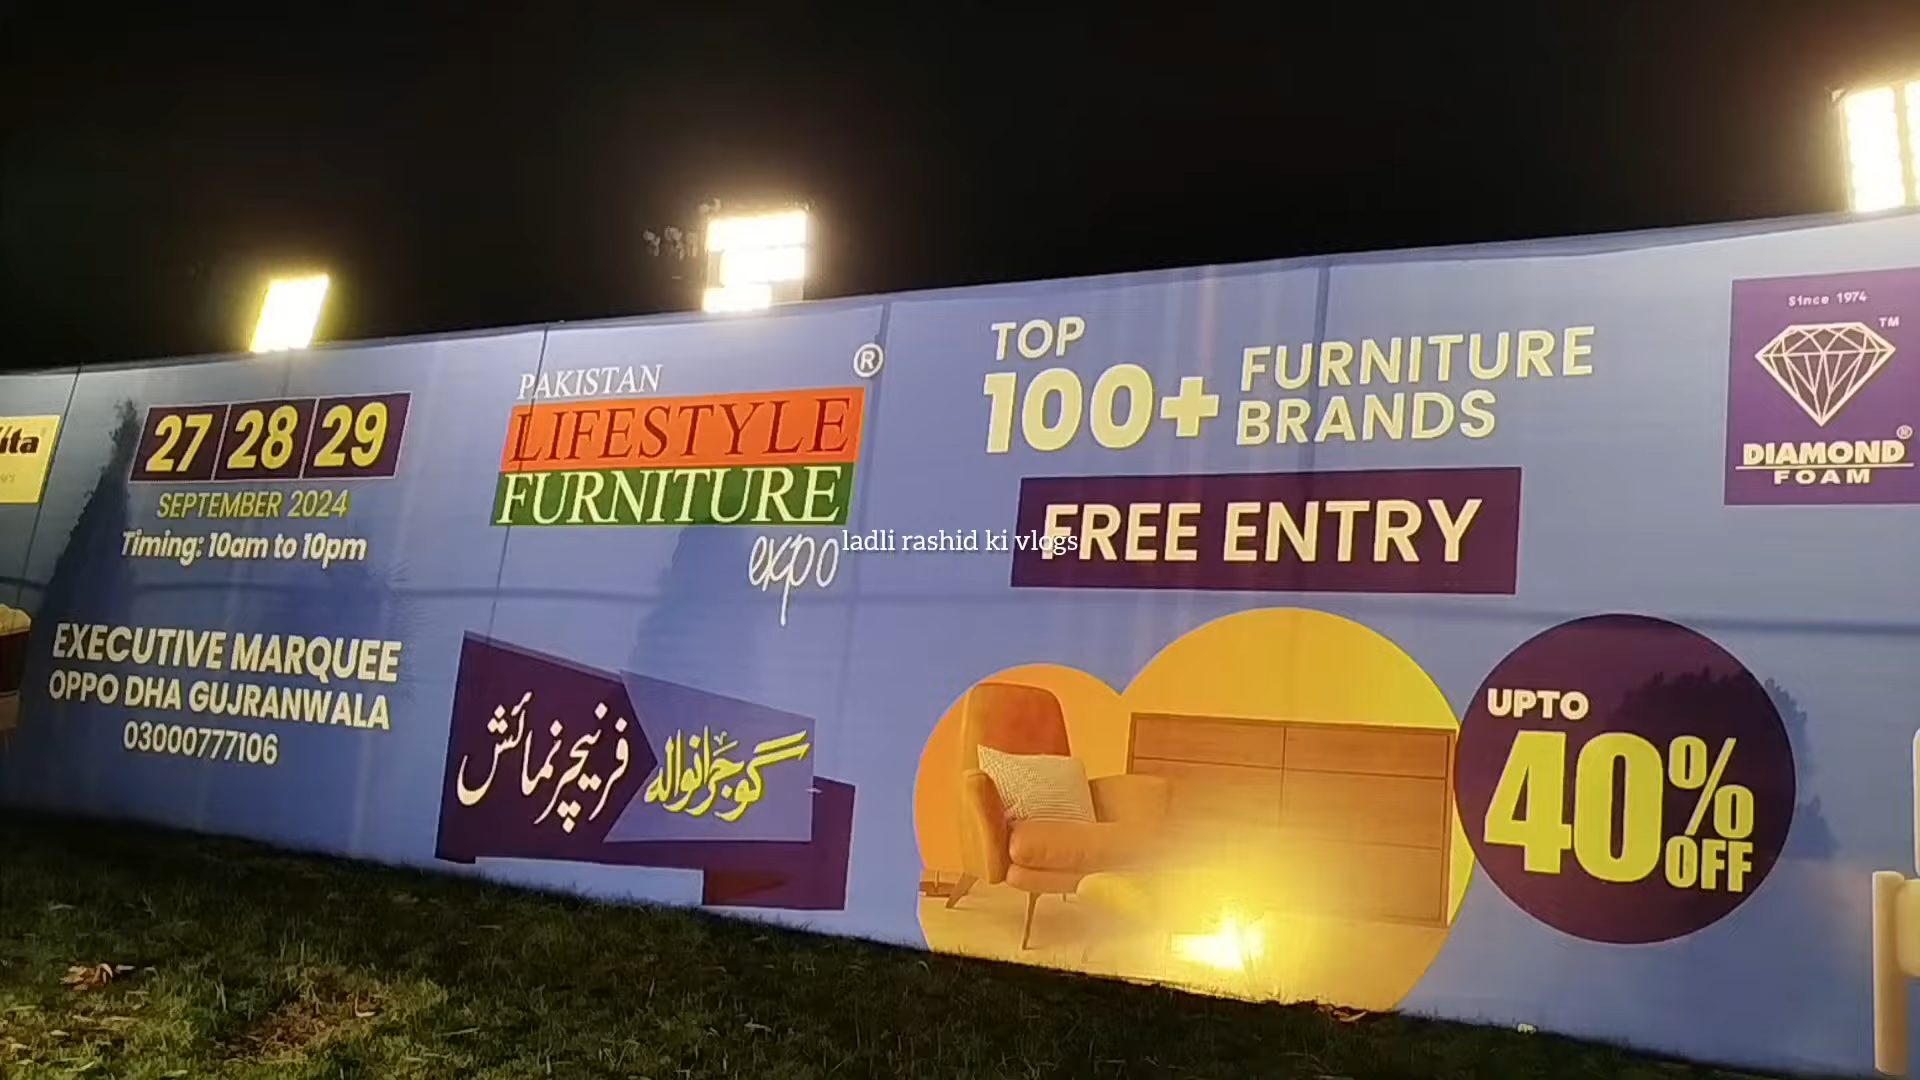 27 28 29
SEPTEMBER 2024
Timing: 10am to 10pm
EXECUTIVE MARQUEE
OPPO DHA GUJRANWALA
03000777106
PAKISTAN
®
LIFESTYLE
FURNITURE
expo
گوجرانوالہ
فرنیچر نمائش
ladli rashid ki vlogs
TOP
100+ FURNITURE
BRANDS
FREE ENTRY
UPTO
40%
OFF
Since 1974
TM
DIAMOND®
FOAM